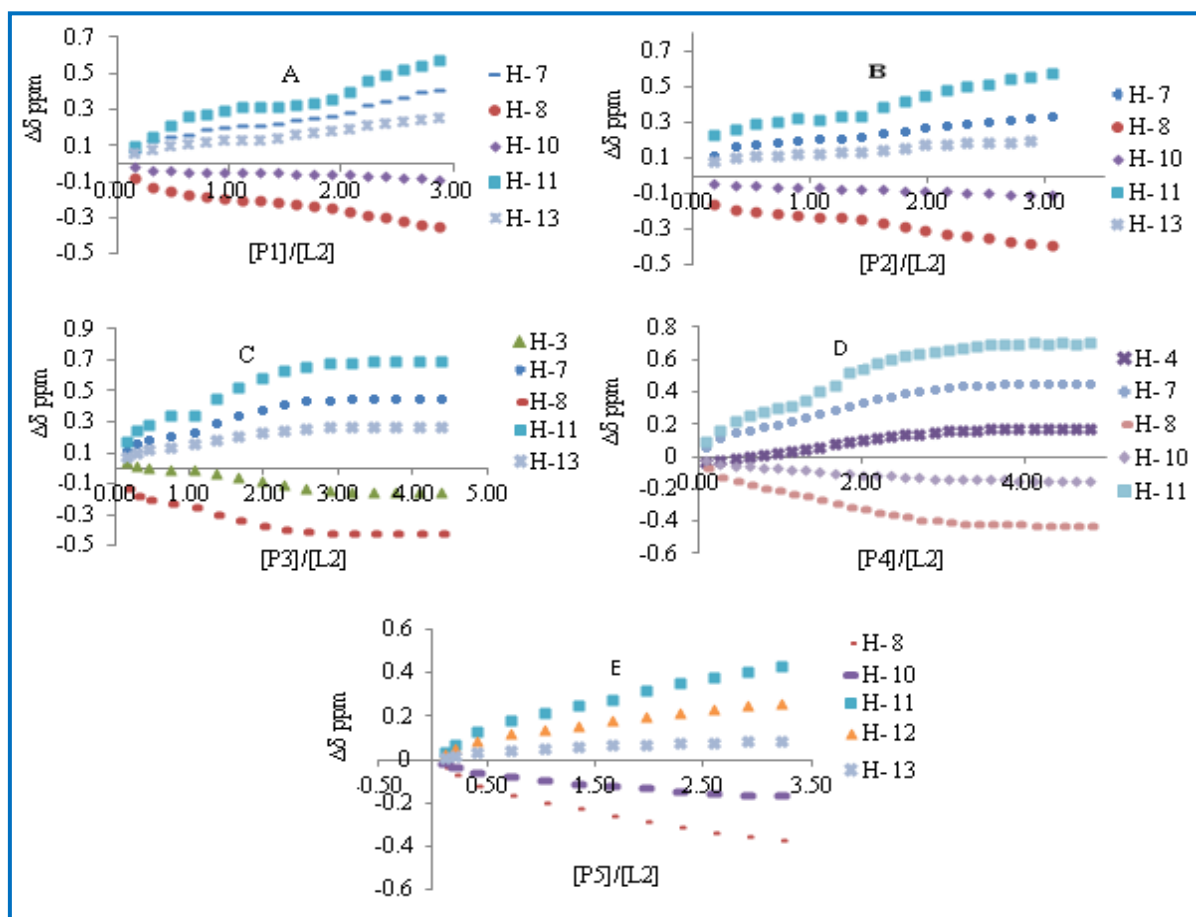 A
Δδ ppm
0.7
0.5
0.3
0.1
-0.1
-0.3
-0.5
0.00
1.00
2.00
3.00
[P1]/[L2]
H- 7
H- 8
H- 10
H- 11
H- 13
B
Δδ ppm
0.7
0.5
0.3
0.1
-0.1
-0.3
-0.5
0.00
1.00
2.00
3.00
[P2]/[L2]
H- 7
H- 8
H- 10
H- 11
H- 13
C
Δδ ppm
0.9
0.7
0.5
0.3
0.1
-0.1
-0.3
-0.5
0.00
1.00
2.00
3.00
4.00
5.00
[P3]/[L2]
H- 3
H- 7
H- 8
H- 11
H- 13
D
Δδ ppm
0.8
0.6
0.4
0.2
0
-0.2
-0.4
-0.6
0.00
2.00
4.00
[P4]/[L2]
H- 4
H- 7
H- 8
H- 10
H- 11
E
Δδ ppm
0.6
0.4
0.2
0
-0.2
-0.4
-0.6
-0.50
0.50
1.50
2.50
3.50
[P5]/[L2]
H- 8
H- 10
H- 11
H- 12
H- 13